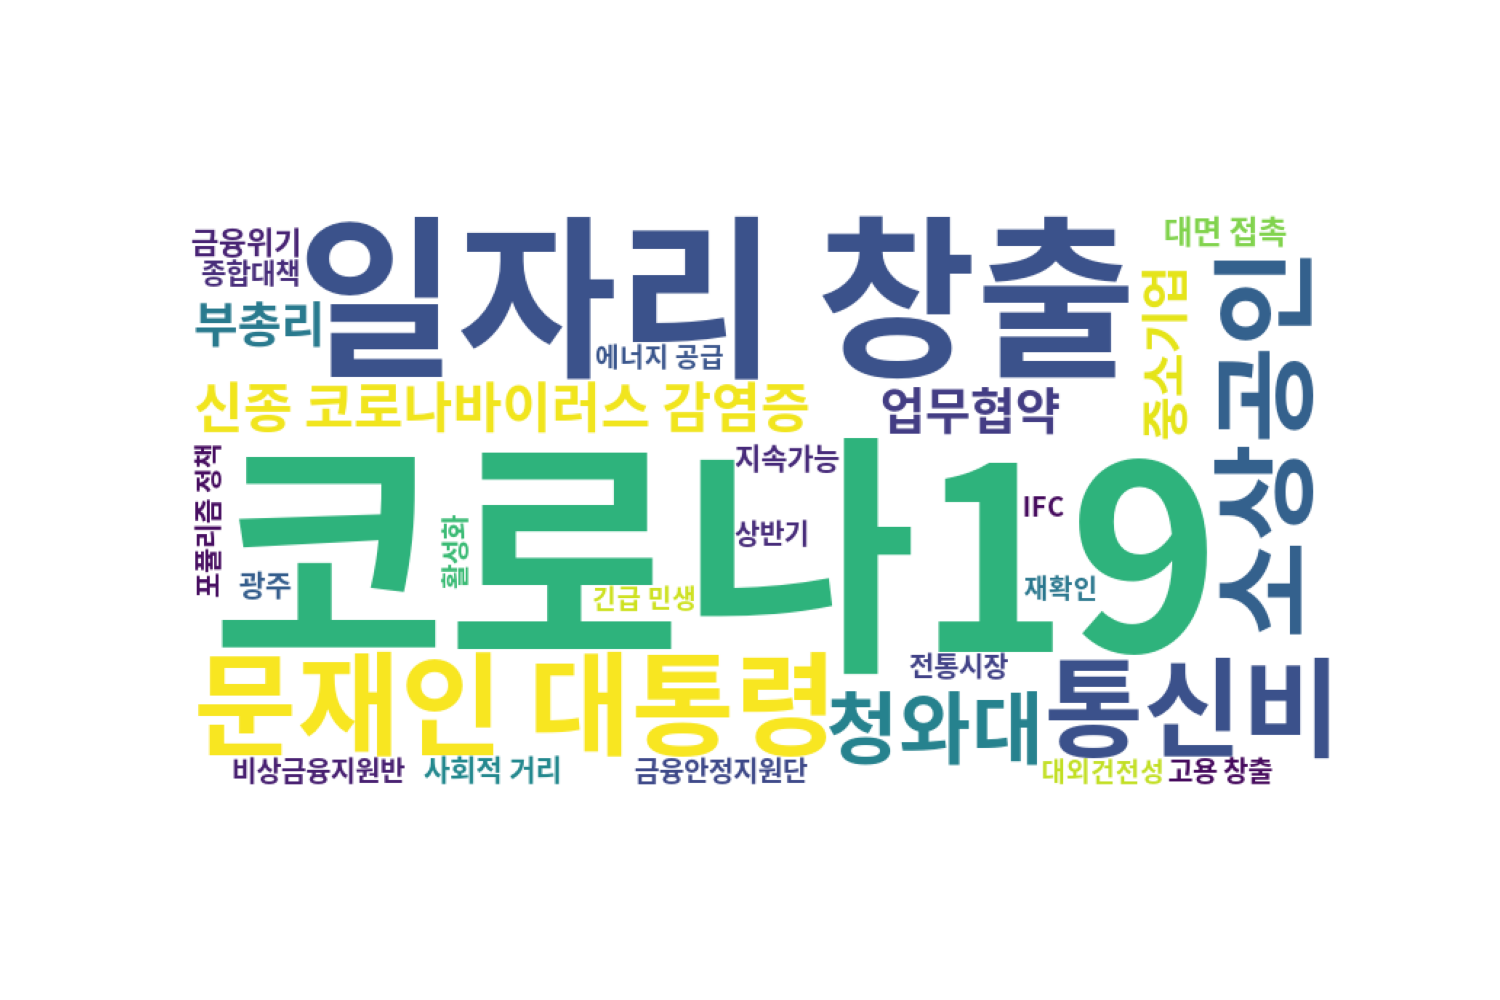 금융위기
종합대책
부총리
일자리 창출
에너지 공급
대면 접촉
중소기업
소상공인
신종 코로나바이러스 감염증
업무협약
포퓰리즘 정책
코로나19
지속가능
상반기
IFC
활성화
광주
긴급 민생
재확인
문재인 대통령
전통시장
청와대
통신비
비상금융지원반
사회적 거리
금융안정지원단
대외건전성
고용 창출